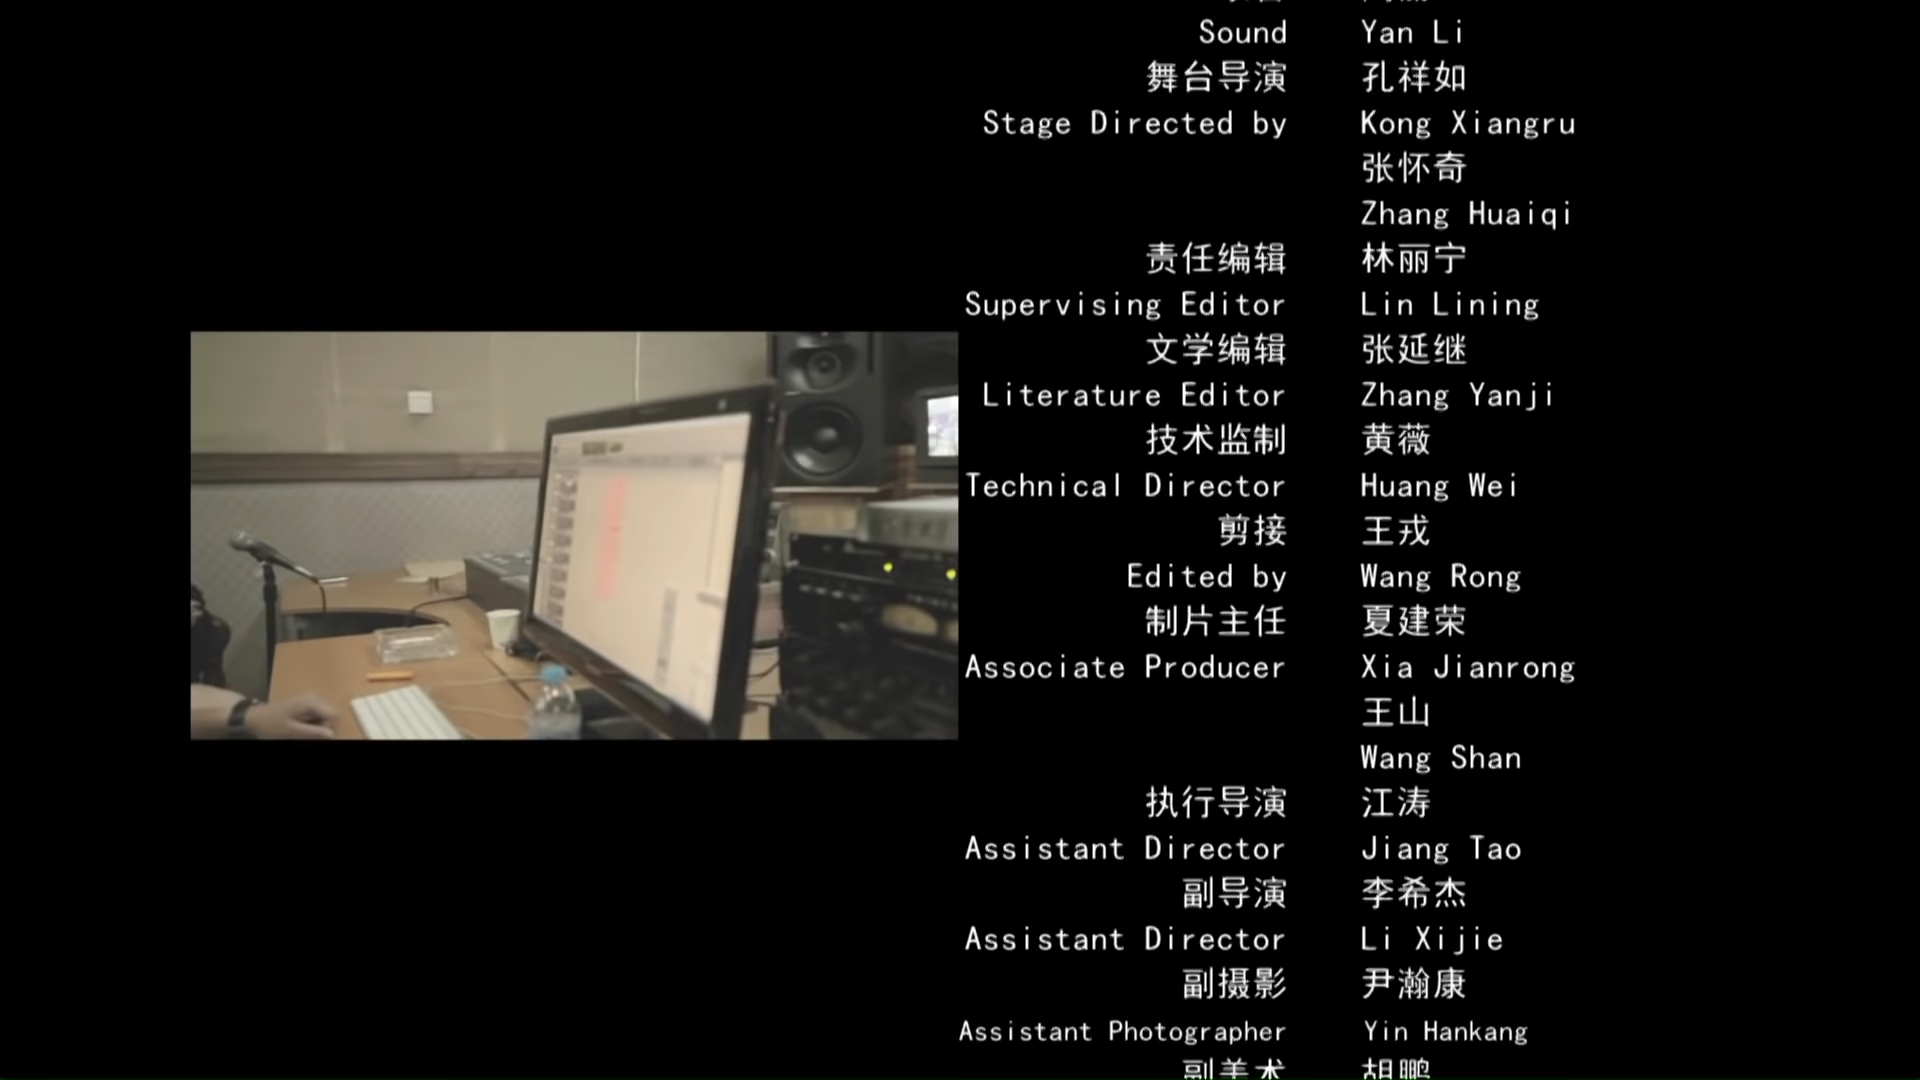 Sound Yan Li
舞台导演 孔祥如
Stage Directed by Kong Xiangru
张怀奇
Zhang Huaiqi
责任编辑 林丽宁
Supervising Editor Lin Lining
文学编辑 张延继
Literature Editor Zhang Yanji
技术监制 黄薇
Technical Director Huang Wei
剪接 王戎
Edited by Wang Rong
制片主任 夏建荣
Associate Producer Xia Jianrong
王山
Wang Shan
执行导演 江涛
Assistant Director Jiang Tao
副导演 李希杰
Assistant Director Li Xijie
副摄影 尹瀚康
Assistant Photographer Yin Hankang
副美术 胡鹏